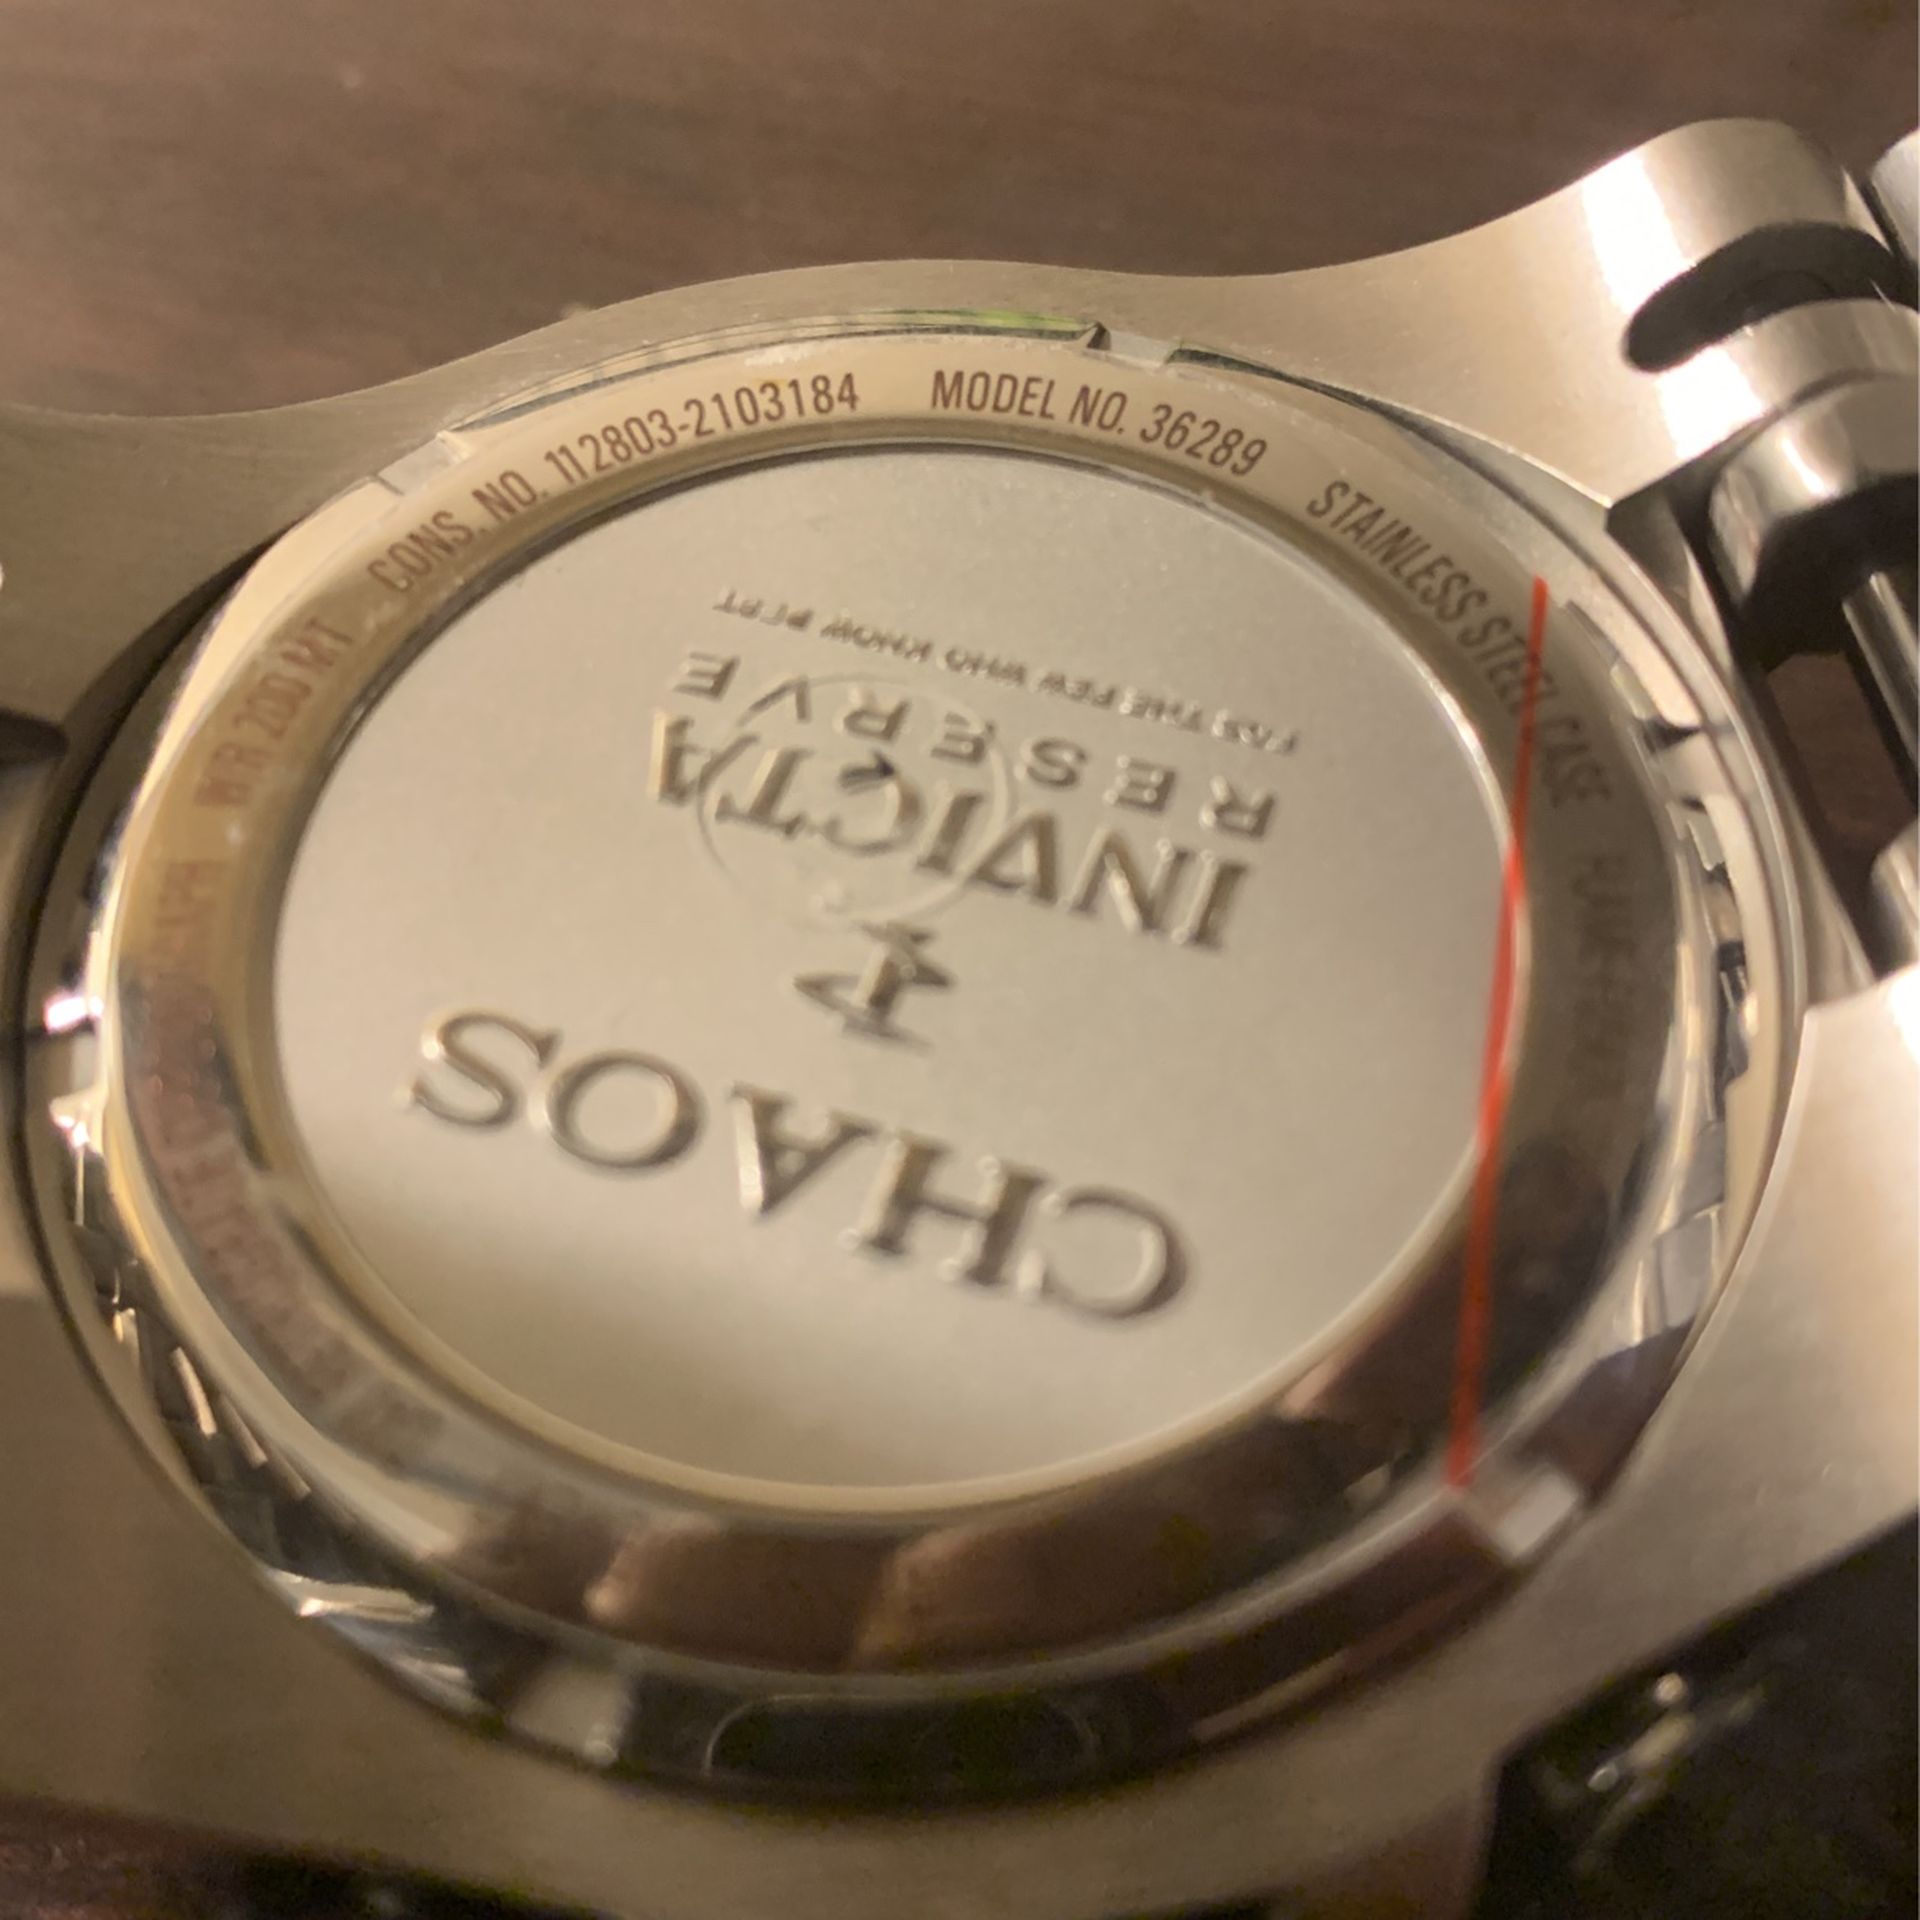 WR 200 MT CONS. NO. 112803-2103184 MODEL NO. 36289 STAINLESS STEEL CASE
CHAOS
INVICTA
RESERVE
FOR THE FEW WHO KNOW